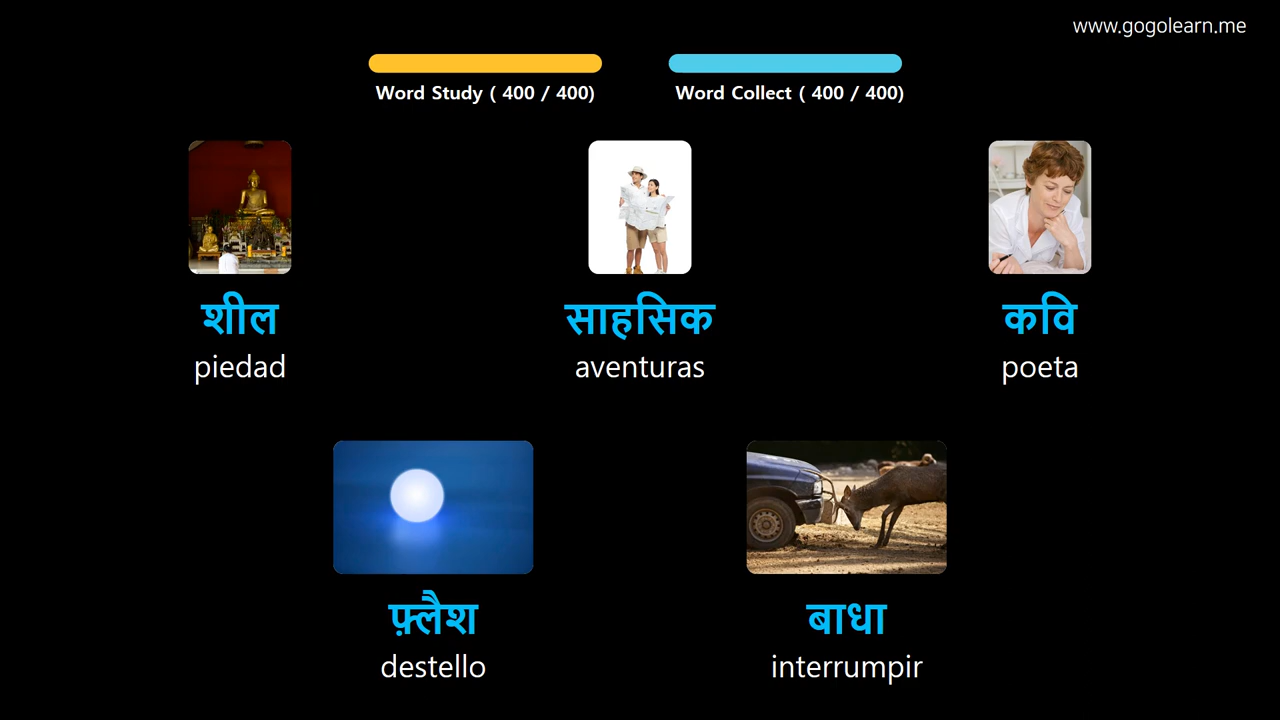 www.gogolearn.me
Word Study ( 400 / 400)
Word Collect ( 400 / 400)
शील
साहसिक
कवि
piedad
aventuras
poeta
फ़्लैश
बाधा
destello
interrumpir